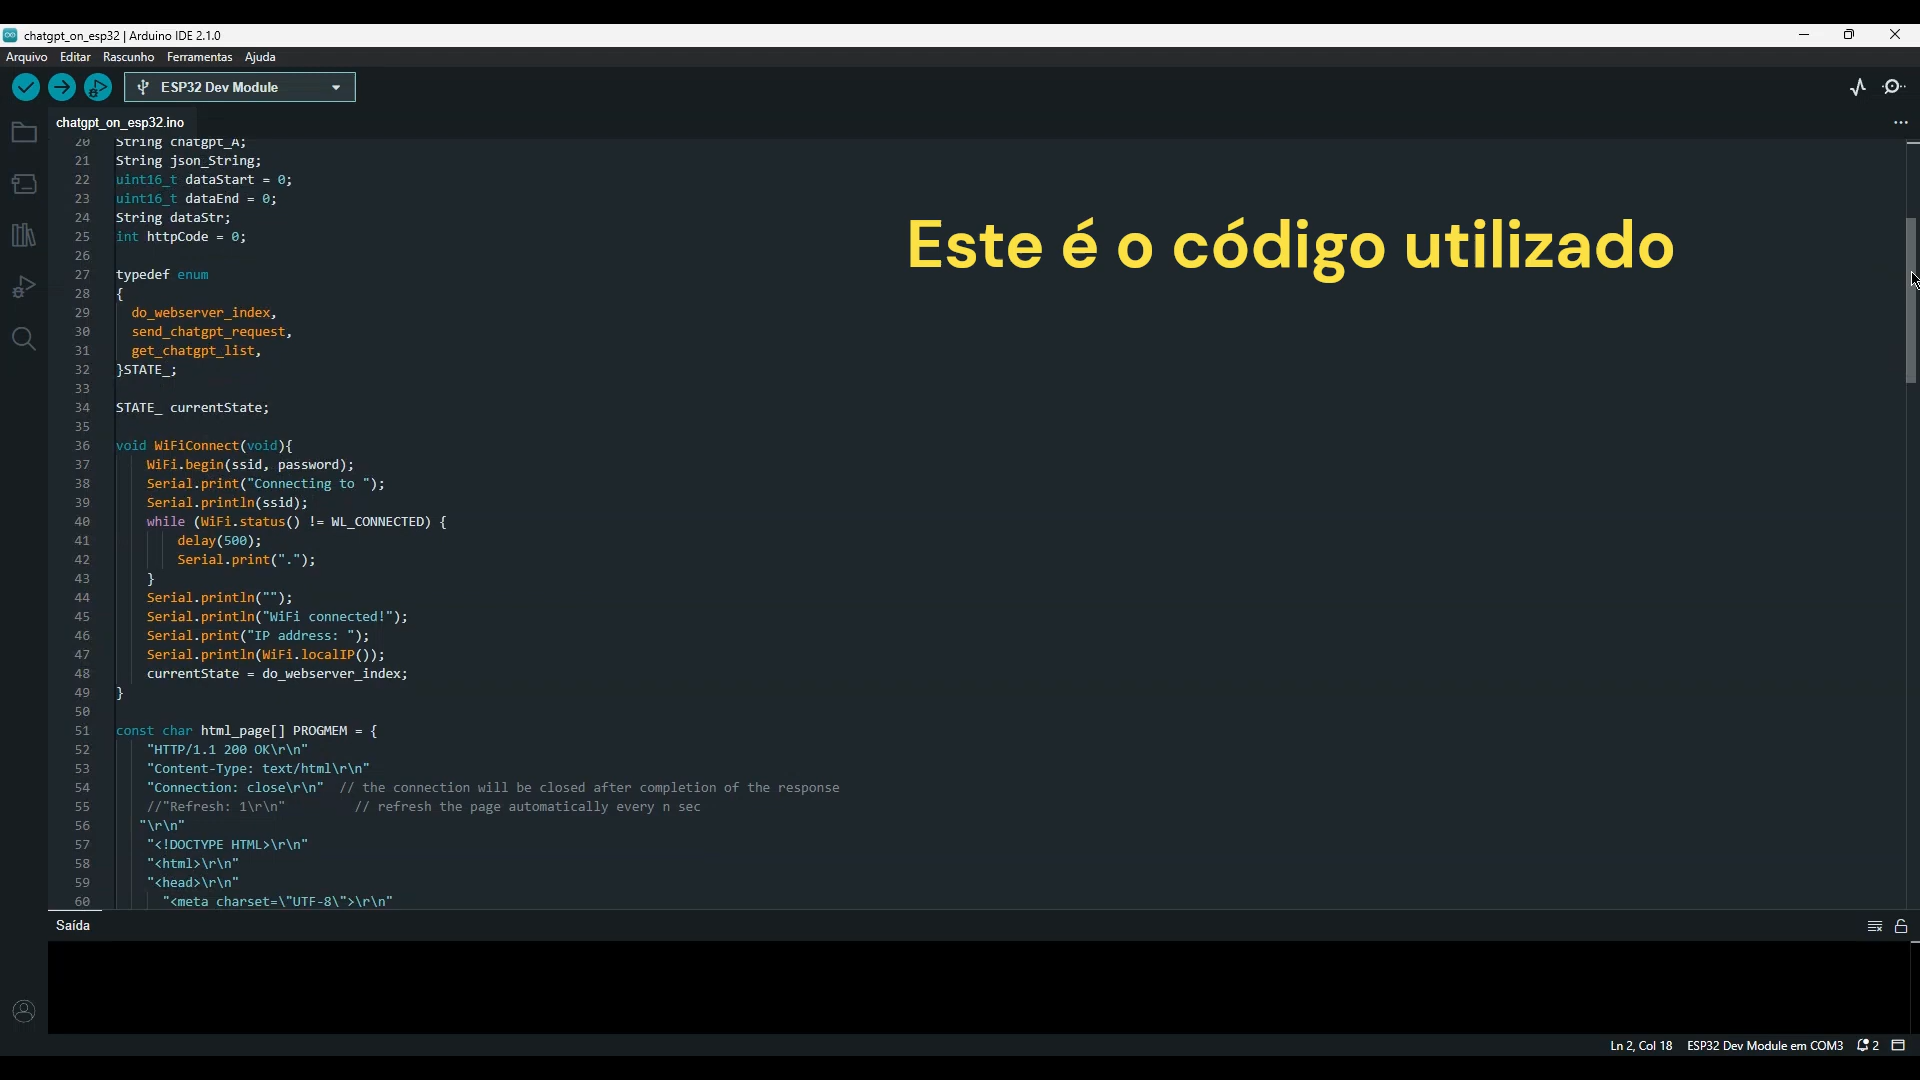 chatgpt_on_esp32 | Arduino IDE 2.1.0
Arquivo Editar Rascunho Ferramentas Ajuda
ESP32 Dev Module
chatgpt_on_esp32.ino
20 String chatgpt_A;
21 String json_String;
22 uint16_t dataStart = 0;
23 uint16_t dataEnd = 0;
24 String dataStr;
25 int httpCode = 0;
26
27 typedef enum
28 {
29 do_webserver_index,
30 send_chatgpt_request,
31 get_chatgpt_list,
32 }STATE_;
33
34 STATE_ currentState;
35
36 void WiFiConnect(void){
37 WiFi.begin(ssid, password);
38 Serial.print("Connecting to ");
39 Serial.println(ssid);
40 while (WiFi.status() != WL_CONNECTED) {
41 delay(500);
42 Serial.print(".");
43 }
44 Serial.println("");
45 Serial.println("WiFi connected!");
46 Serial.print("IP address: ");
47 Serial.println(WiFi.localIP());
48 currentState = do_webserver_index;
49 }
50
51 const char html_page[] PROGMEM = {
52 "HTTP/1.1 200 OK\r\n"
53 "Content-Type: text/html\r\n"
54 "Connection: close\r\n" // the connection will be closed after completion of the response
55 //"Refresh: 1\r\n" // refresh the page automatically every n sec
56 "\r\n"
57 "<!DOCTYPE HTML>\r\n"
58 "<html>\r\n"
59 "<head>\r\n"
60 "<meta charset=\"UTF-8\">\r\n"
Este é o código utilizado
Saída
Ln 2, Col 18 ESP32 Dev Module em COM3 2